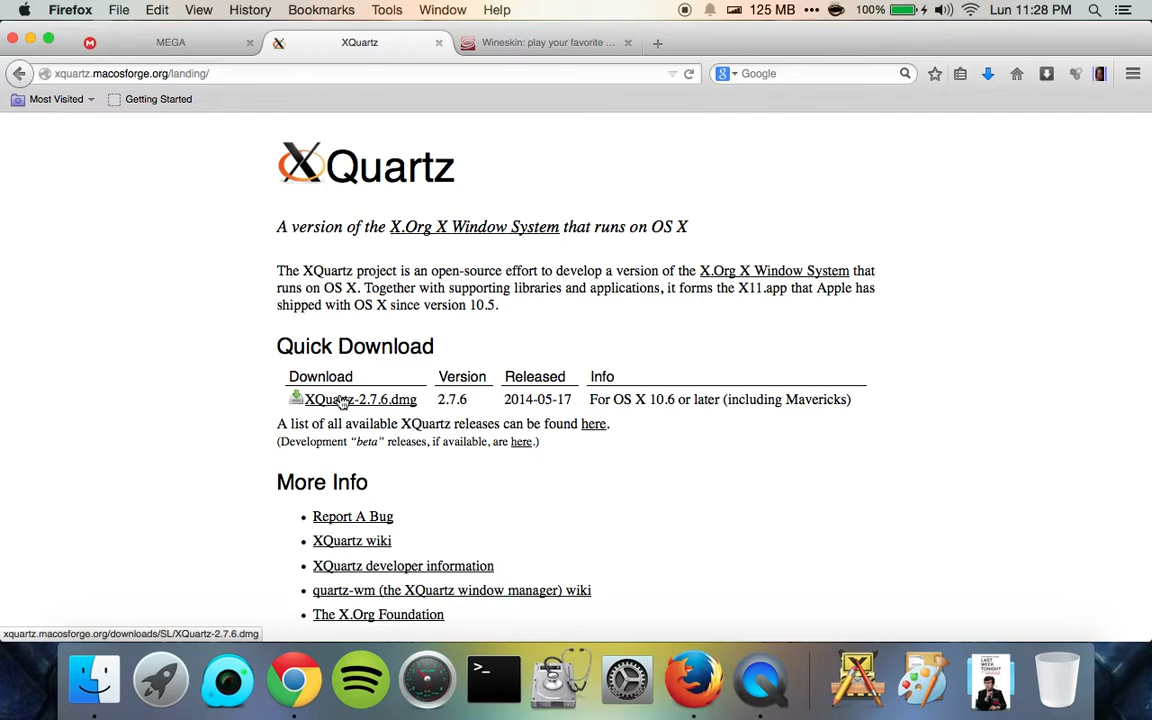 Firefox File Edit View History Bookmarks Tools Window Help 125 MB 100% Lun 11:28 PM
MEGA XQuartz Wineskin: play your favorite ...
xquartz.macosforge.org/landing/ Google
Most Visited Getting Started
XQuartz
A version of the X.Org X Window System that runs on OS X
The XQuartz project is an open-source effort to develop a version of the X.Org X Window System that
runs on OS X. Together with supporting libraries and applications, it forms the X11.app that Apple has
shipped with OS X since version 10.5.
Quick Download
Download Version Released Info
XQuartz-2.7.6.dmg 2.7.6 2014-05-17 For OS X 10.6 or later (including Mavericks)
A list of all available XQuartz releases can be found here.
(Development “beta” releases, if available, are here.)
More Info
• Report A Bug
• XQuartz wiki
• XQuartz developer information
• quartz-wm (the XQuartz window manager) wiki
• The X.Org Foundation
xquartz.macosforge.org/downloads/SL/XQuartz-2.7.6.dmg
LAST WEEK TONIGHT